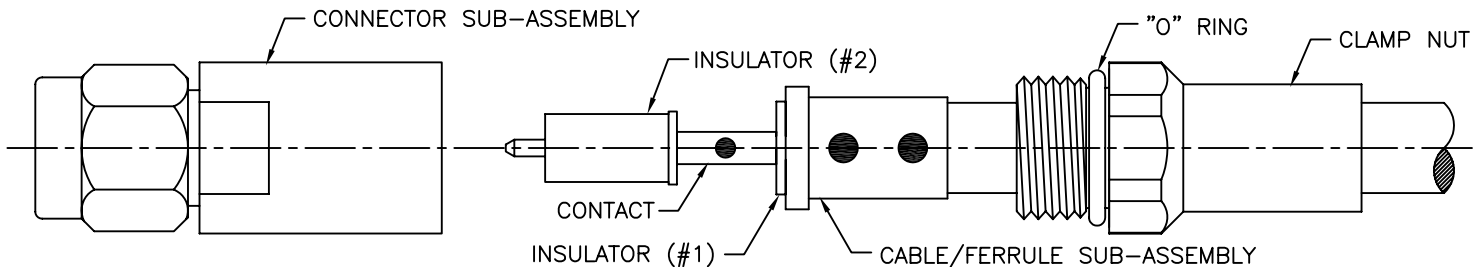 CONNECTOR SUB-ASSEMBLY
"O" RING
CLAMP NUT
INSULATOR (#2)
CONTACT
INSULATOR (#1)
CABLE/FERRULE SUB-ASSEMBLY